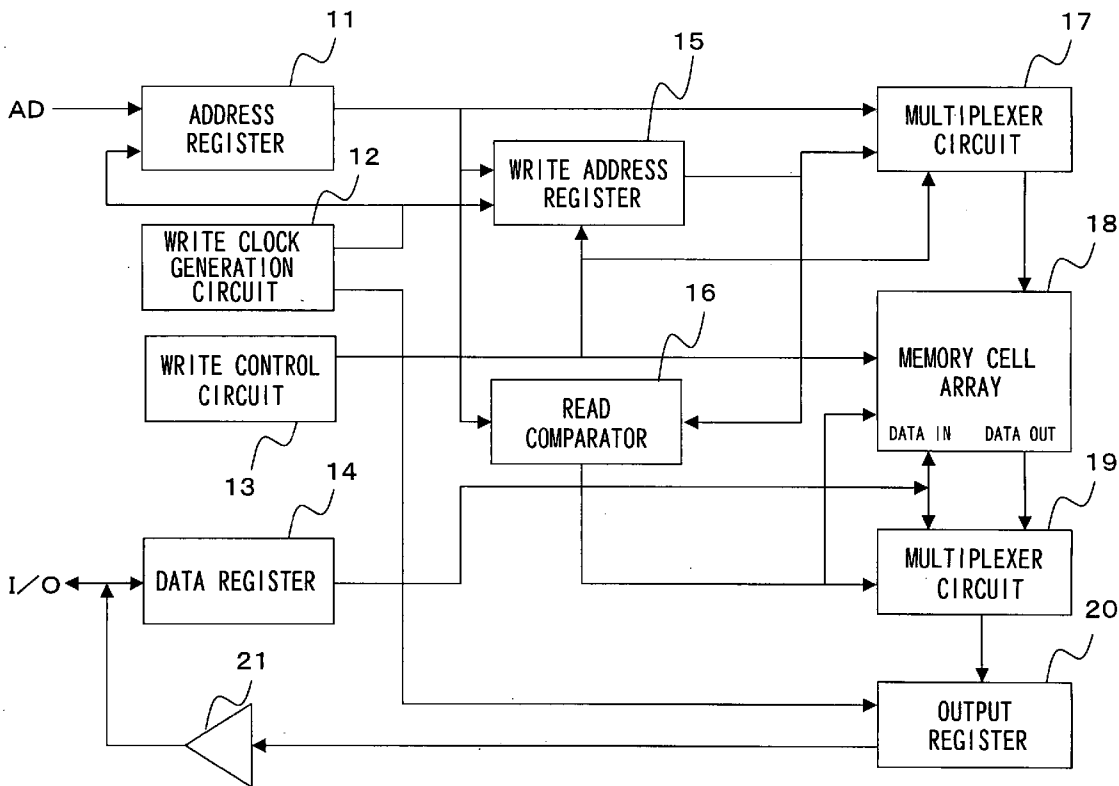 11
15
17
AD
ADDRESS
REGISTER
MULTIPLEXER
CIRCUIT
12
WRITE ADDRESS
REGISTER
WRITE CLOCK
GENERATION
CIRCUIT
18
16
WRITE CONTROL
CIRCUIT
MEMORY CELL
ARRAY
READ
COMPARATOR
DATA IN
DATA OUT
13
14
19
I/O
DATA REGISTER
MULTIPLEXER
CIRCUIT
20
21
OUTPUT
REGISTER